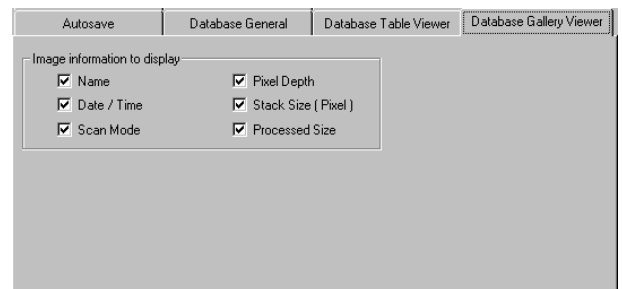 Autosave Database General Database Table Viewer Database Gallery Viewer
Image information to display
Name Pixel Depth
Date / Time Stack Size ( Pixel )
Scan Mode Processed Size